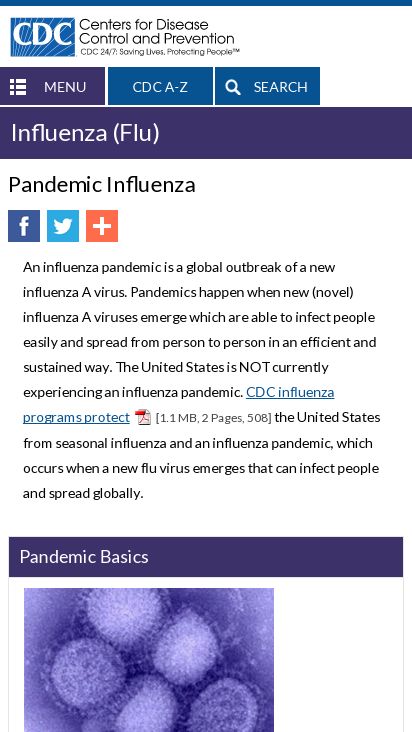 CDC
Centers for Disease
Control and Prevention
CDC 24/7: Saving Lives, Protecting People™
MENU
CDC A-Z
SEARCH
Influenza (Flu)
Pandemic Influenza
An influenza pandemic is a global outbreak of a new
influenza A virus. Pandemics happen when new (novel)
influenza A viruses emerge which are able to infect people
easily and spread from person to person in an efficient and
sustained way. The United States is NOT currently
experiencing an influenza pandemic. CDC influenza
programs protect [1.1 MB, 2 Pages, 508] the United States
from seasonal influenza and an influenza pandemic, which
occurs when a new flu virus emerges that can infect people
and spread globally.
Pandemic Basics